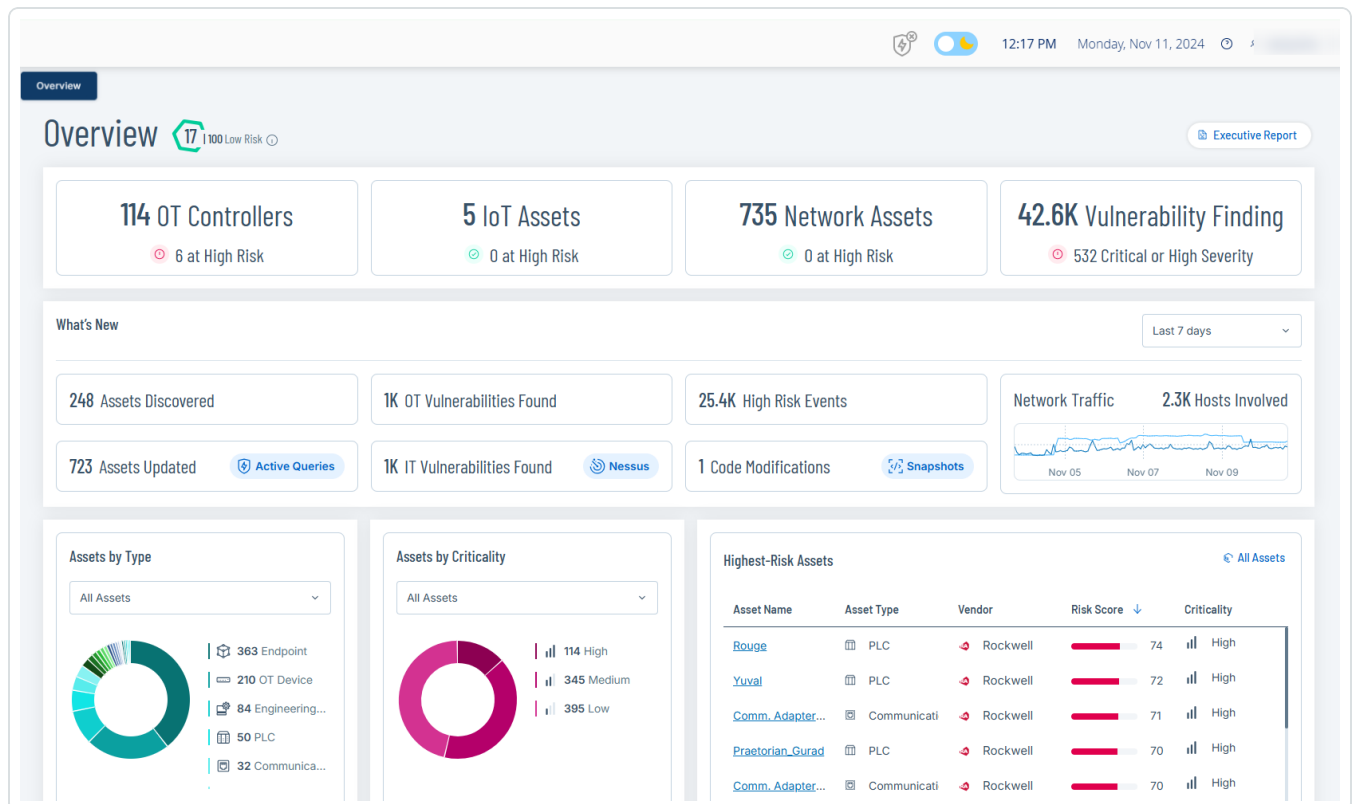 12:17 PM Monday, Nov 11, 2024
Overview
Overview 17 | 100 Low Risk
Executive Report
114 OT Controllers
6 at High Risk
5 IoT Assets
0 at High Risk
735 Network Assets
0 at High Risk
42.6K Vulnerability Finding
532 Critical or High Severity
What's New
Last 7 days
248 Assets Discovered
1K OT Vulnerabilities Found
25.4K High Risk Events
Network Traffic 2.3K Hosts Involved
Nov 05 Nov 07 Nov 09
723 Assets Updated Active Queries
1K IT Vulnerabilities Found Nessus
1 Code Modifications Snapshots
Assets by Type
All Assets
363 Endpoint
210 OT Device
84 Engineering...
50 PLC
32 Communica...
Assets by Criticality
All Assets
114 High
345 Medium
395 Low
Highest-Risk Assets All Assets
Asset Name Asset Type Vendor Risk Score Criticality
Rouge PLC Rockwell 74 High
Yuval PLC Rockwell 72 High
Comm. Adapter... Communicati Rockwell 71 High
Praetorian_Gurad PLC Rockwell 70 High
Comm. Adapter... Communicati Rockwell 70 High